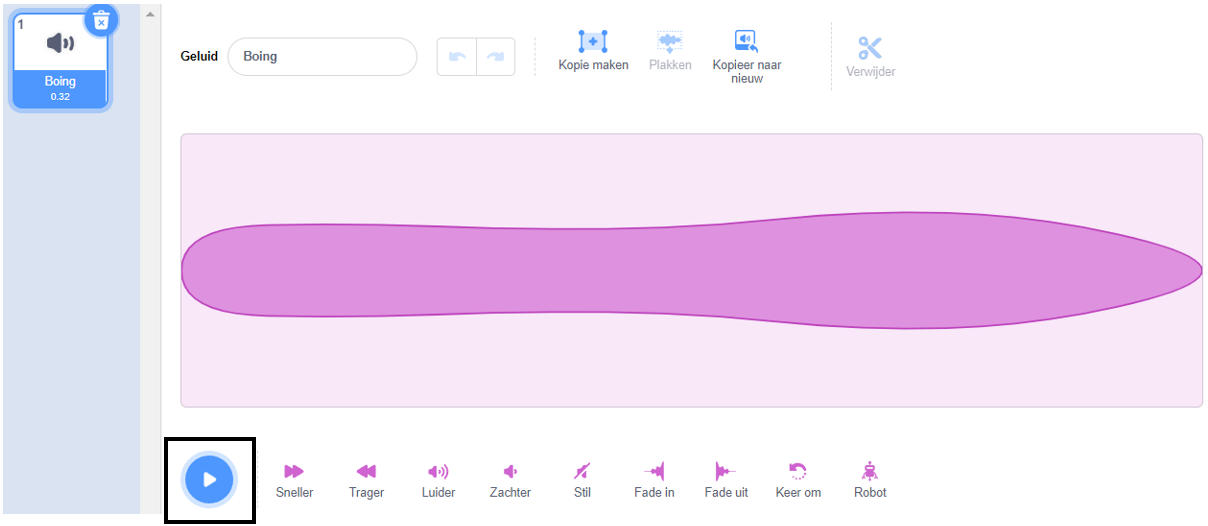 1
Boing
0.32
Geluid
Boing
Kopie maken
Plakken
Kopieer naar
nieuw
Verwijder
Sneller
Trager
Luider
Zachter
Stil
Fade in
Fade uit
Keer om
Robot